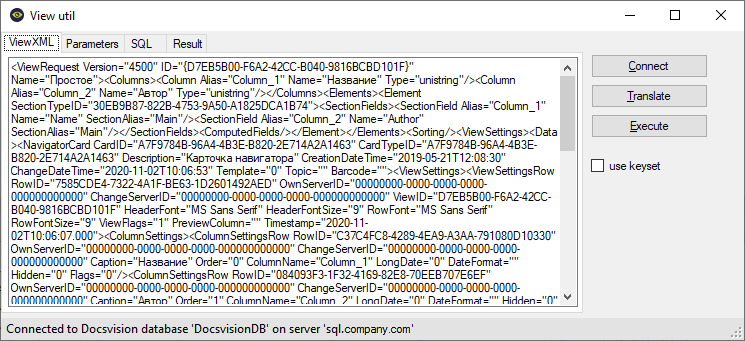 View util
ViewXML Parameters SQL Result
<ViewRequest Version="4500" ID="{D7EB5B00-F6A2-42CC-B040-9816BCBD101F}"
Name="Простое"><Columns><Column Alias="Column_1" Name="Название" Type="unistring"/><Column
Alias="Column_2" Name="Автор" Type="unistring"/></Columns><Elements><Element
SectionTypeID="30EB9B87-822B-4753-9A50-A1825DCA1B74"><SectionFields><SectionField Alias="Column_1"
Name="Name" SectionAlias="Main"/><SectionField Alias="Column_2" Name="Author"
SectionAlias="Main"/></SectionFields><ComputedFields/></Element></Elements><Sorting/><ViewSettings><Data
><NavigatorCard CardID="A7F9784B-96A4-4B3E-B820-2E714A2A1463" CardTypeID="A7F9784B-96A4-4B3E-
B820-2E714A2A1463" Description="Карточка навигатора" CreationDateTime="2019-05-21T12:08:30"
ChangeDateTime="2020-11-02T10:06:53" Template="0" Topic="" Barcode=""><ViewSettings><ViewSettingsRow
RowID="7585CDE4-7322-4A1F-BE63-1D2601492AED" OwnServerID="00000000-0000-0000-0000-
000000000000" ChangeServerID="00000000-0000-0000-0000-000000000000" ViewID="D7EB5B00-F6A2-42CC-
B040-9816BCBD101F" HeaderFont="MS Sans Serif" HeaderFontSize="9" RowFont="MS Sans Serif"
RowFontSize="9" ViewFlags="1" PreviewColumn="" Timestamp="2020-11-
02T10:06:07.000"><ColumnSettings><ColumnSettingsRow RowID="C37C4FC8-4289-4EA9-A3AA-791080D10330"
OwnServerID="00000000-0000-0000-0000-000000000000" ChangeServerID="00000000-0000-0000-0000-
000000000000" Caption="Название" Order="0" ColumnName="Column_1" LongDate="0" DateFormat=""
Hidden="0" Flags="0"/><ColumnSettingsRow RowID="084093F3-1F32-4169-82E8-70EEB707E6EF"
OwnServerID="00000000-0000-0000-0000-000000000000" ChangeServerID="00000000-0000-0000-0000-
000000000000" Caption="Автор" Order="1" ColumnName="Column_2" LongDate="0" DateFormat="" Hidden="0"
Connect
Translate
Execute
use keyset
Connected to Docsvision database 'DocsvisionDB' on server 'sql.company.com'